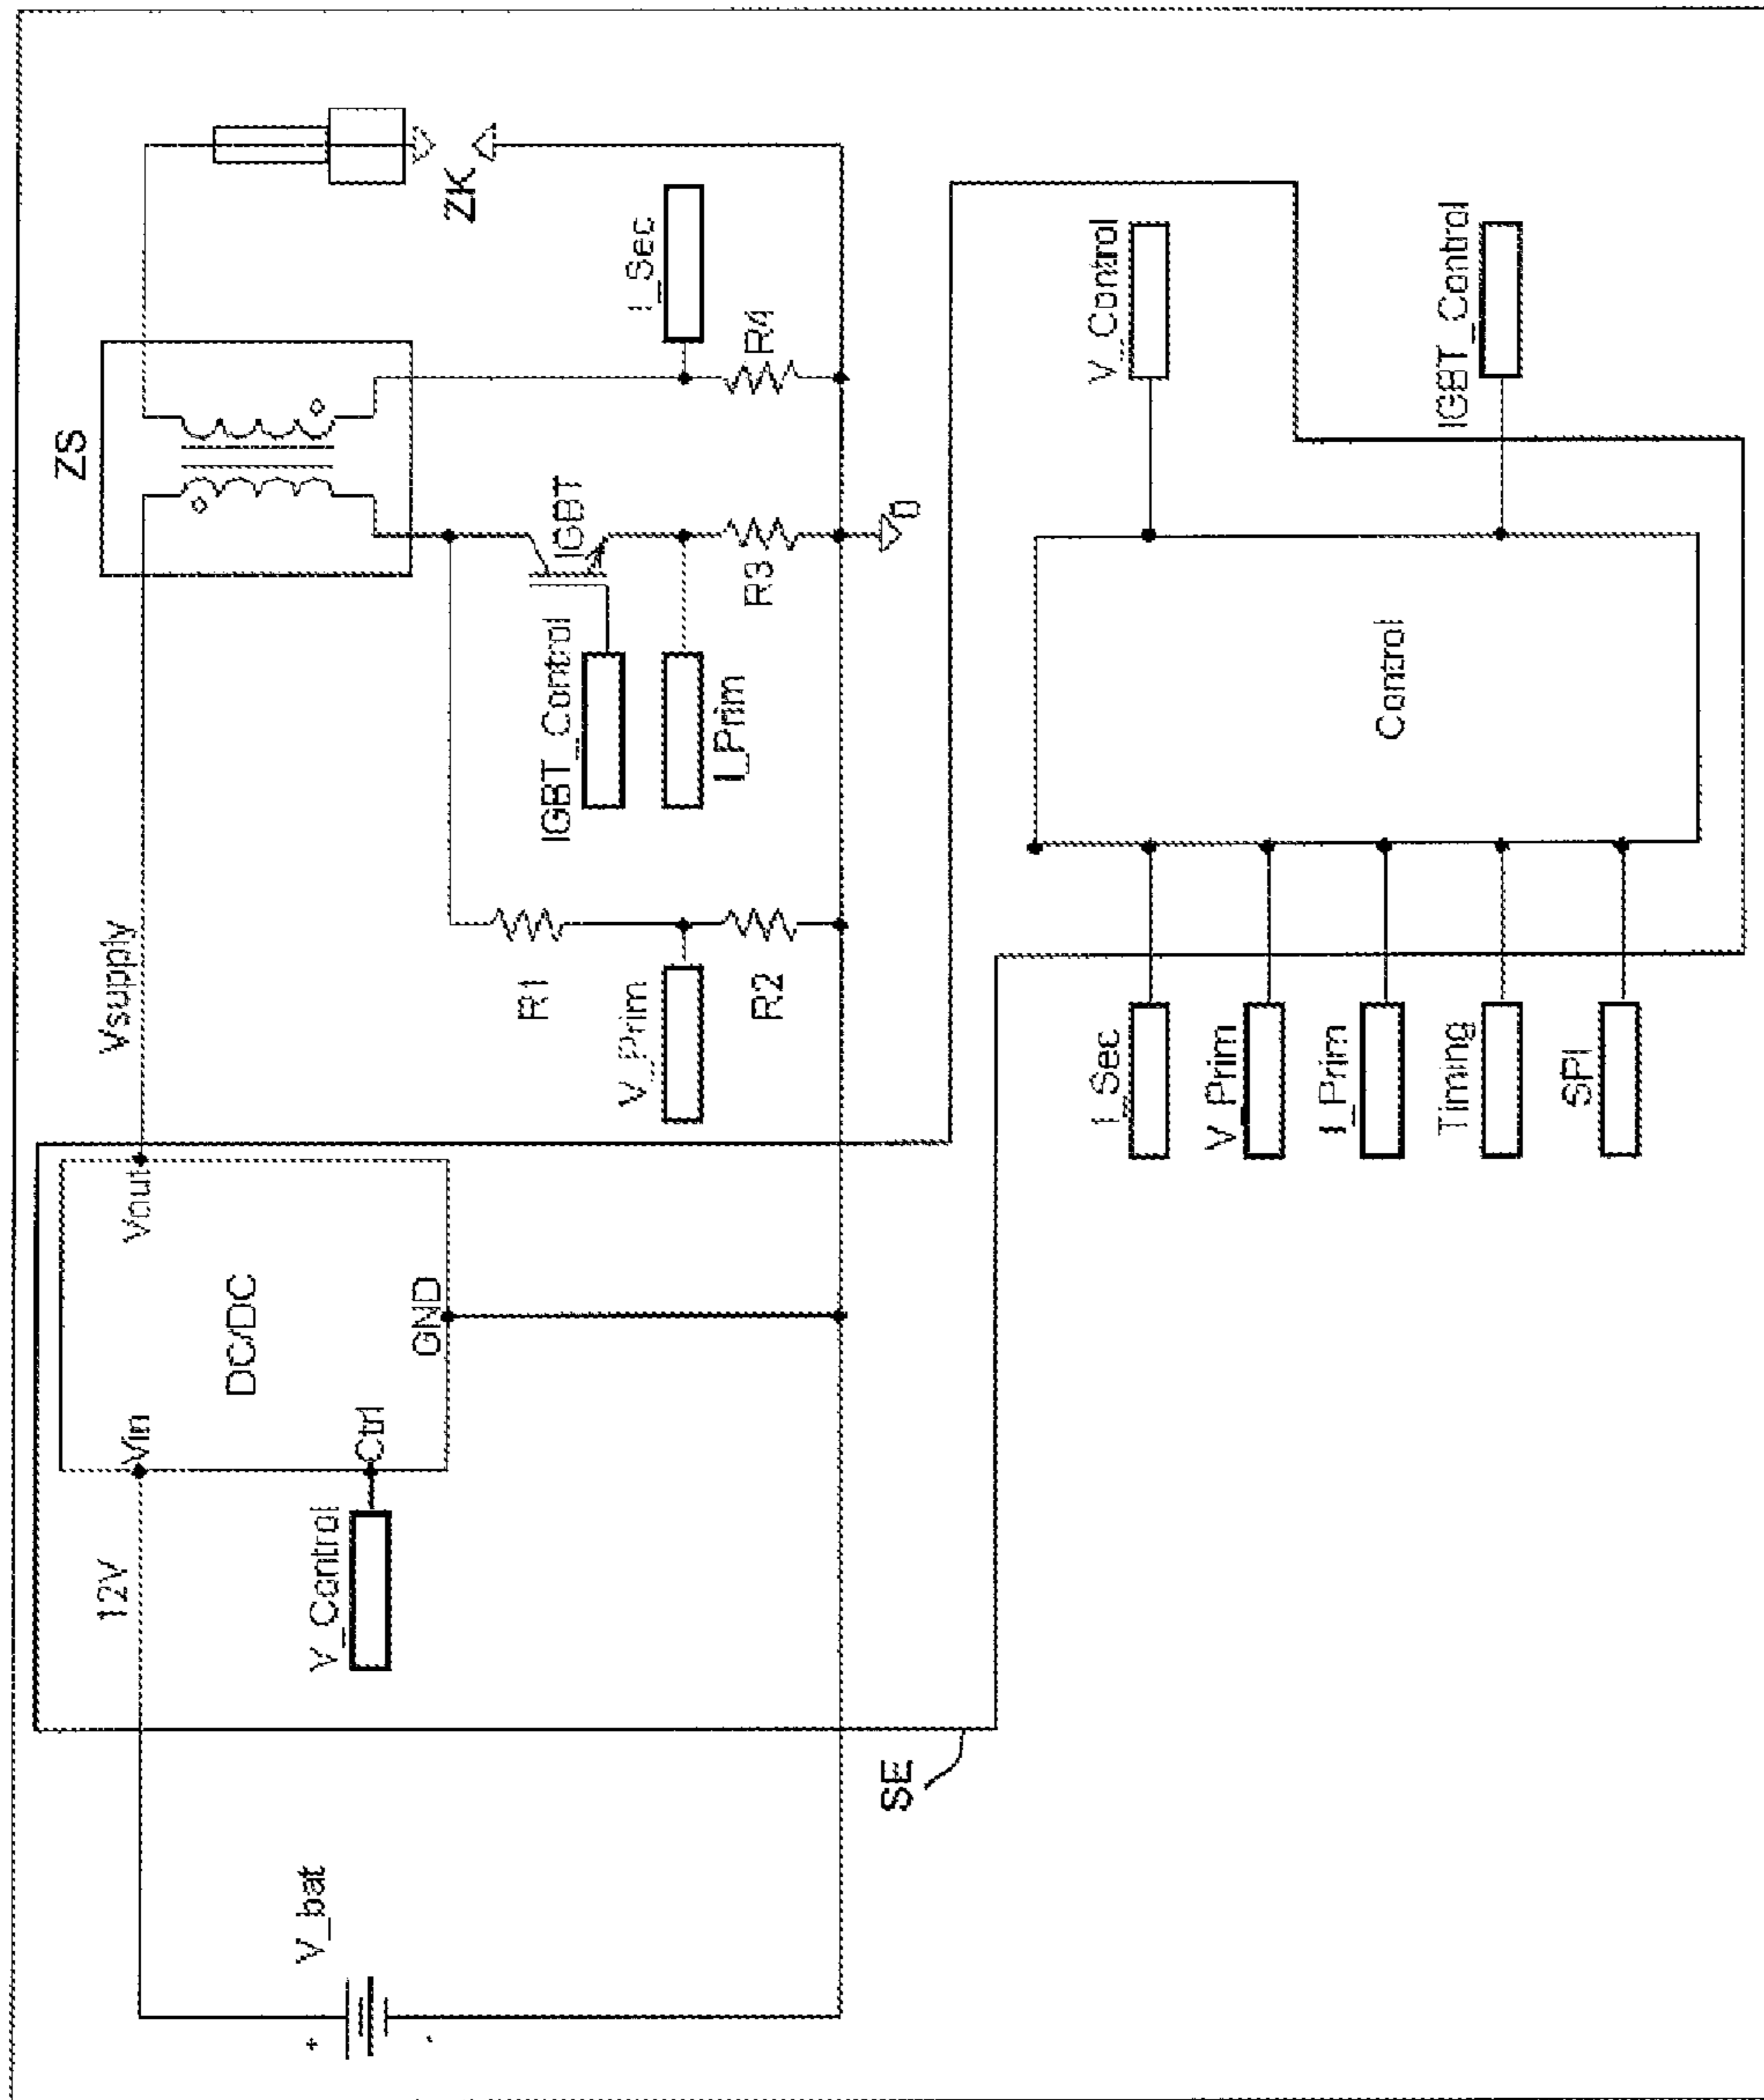 V_bat
+
-
12V
Vin
Vout
DC/DC
Ctrl
GND
V_Control
SE
Vsupply
ZS
R1
V_Prim
R2
IGBT_Control
IGBT
I_Prim
R3
0
I_Sec
R4
ZK
I_Sec
V_Prim
I_Prim
Timing
SPI
Control
V_Control
IGBT_Control